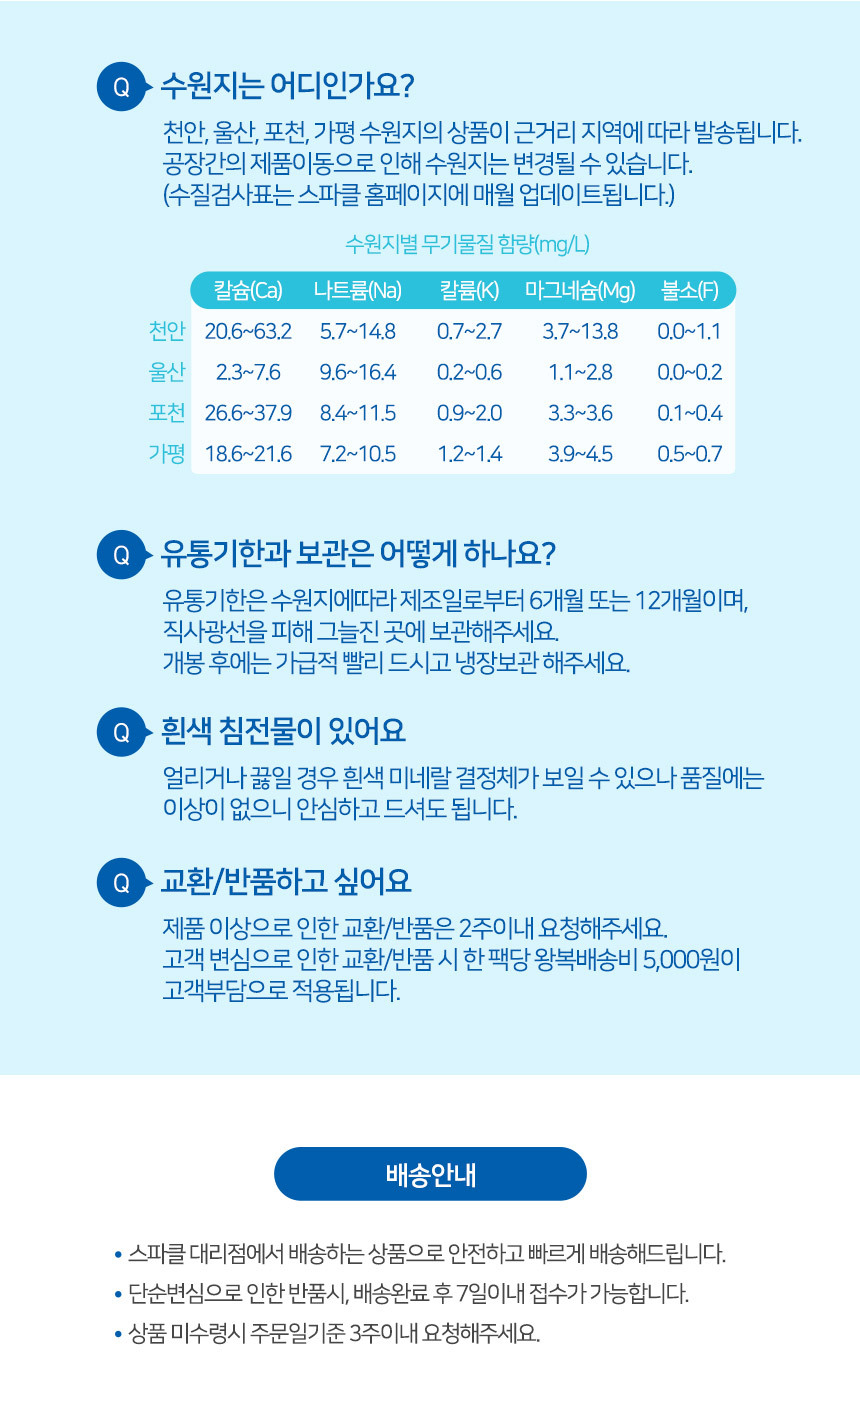 Q 수원지는 어디인가요?
천안, 울산, 포천, 가평 수원지의 상품이 근거리 지역에 따라 발송됩니다.
공장간의 제품이동으로 인해 수원지는 변경될 수 있습니다.
(수질검사표는 스파클 홈페이지에 매월 업데이트됩니다.)
수원지별 무기물질 함량(mg/L)
칼슘(Ca) 나트륨(Na) 칼륨(K) 마그네슘(Mg) 불소(F)
천안 20.6~63.2 5.7~14.8 0.7~2.7 3.7~13.8 0.0~1.1
울산 2.3~7.6 9.6~16.4 0.2~0.6 1.1~2.8 0.0~0.2
포천 26.6~37.9 8.4~11.5 0.9~2.0 3.3~3.6 0.1~0.4
가평 18.6~21.6 7.2~10.5 1.2~1.4 3.9~4.5 0.5~0.7
Q 유통기한과 보관은 어떻게 하나요?
유통기한은 수원지에따라 제조일로부터 6개월 또는 12개월이며,
직사광선을 피해 그늘진 곳에 보관해주세요.
개봉 후에는 가급적 빨리 드시고 냉장보관 해주세요.
Q 흰색 침전물이 있어요
얼리거나 끓일 경우 흰색 미네랄 결정체가 보일 수 있으나 품질에는
이상이 없으니 안심하고 드셔도 됩니다.
Q 교환/반품하고 싶어요
제품 이상으로 인한 교환/반품은 2주이내 요청해주세요.
고객 변심으로 인한 교환/반품 시 한 팩당 왕복배송비 5,000원이
고객부담으로 적용됩니다.
배송안내
• 스파클 대리점에서 배송하는 상품으로 안전하고 빠르게 배송해드립니다.
• 단순변심으로 인한 반품시, 배송완료 후 7일이내 접수가 가능합니다.
• 상품 미수령시 주문일기준 3주이내 요청해주세요.